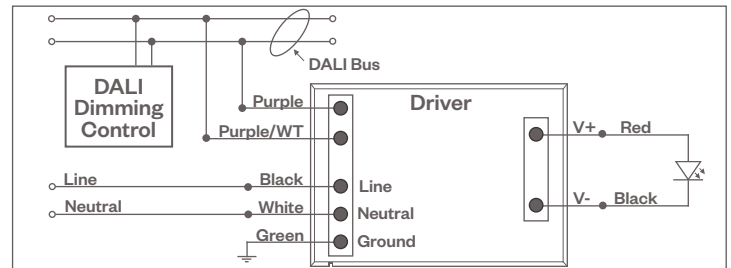 DALI Bus
DALI
Dimming
Control
Purple
Driver
Purple/WT
V+ Red
Line Black Line
V- Black
Neutral White Neutral
Green Ground